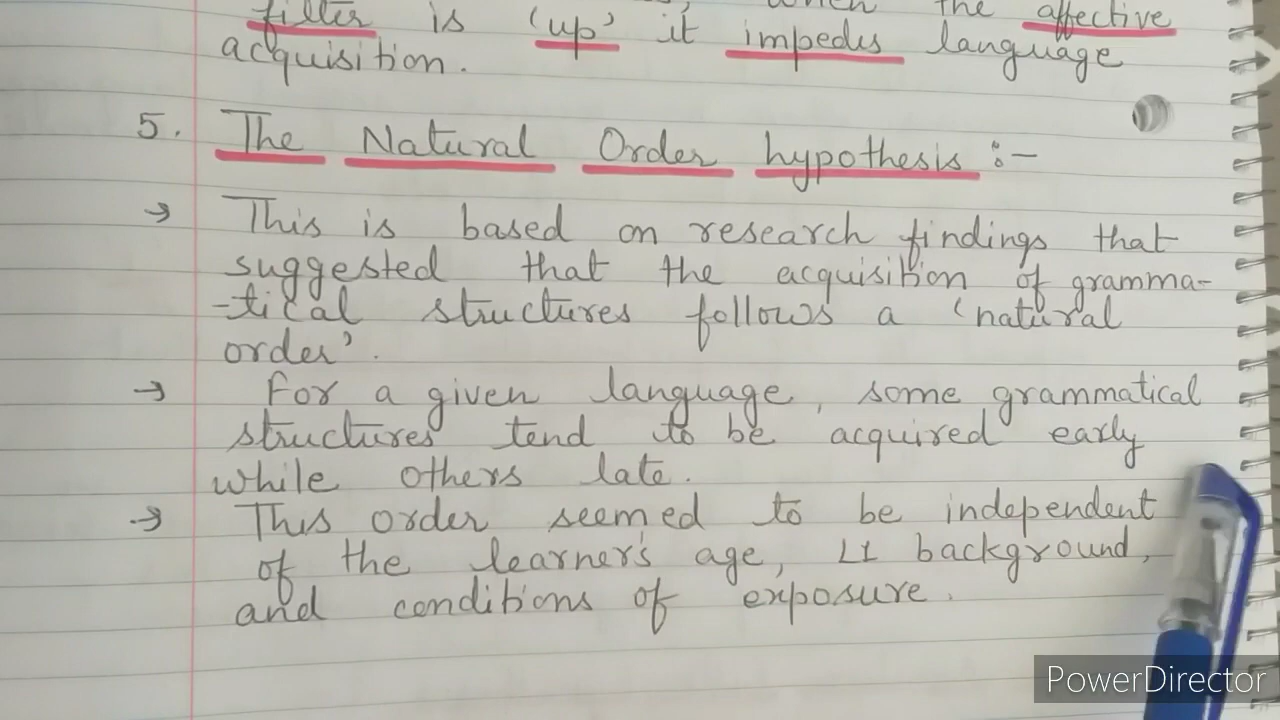 when the affective
filter is 'up' it impedes language
acquisition.
5. The Natural Order hypothesis :-
→ This is based on research findings that
suggested that the acquisition of gramma-
-tical structures follows a 'natural
order'.
→ For a given language, some grammatical
structures tend to be acquired early
while others late.
→ This order seemed to be independent
of the learner's age, L1 background,
and conditions of exposure.
PowerDirector